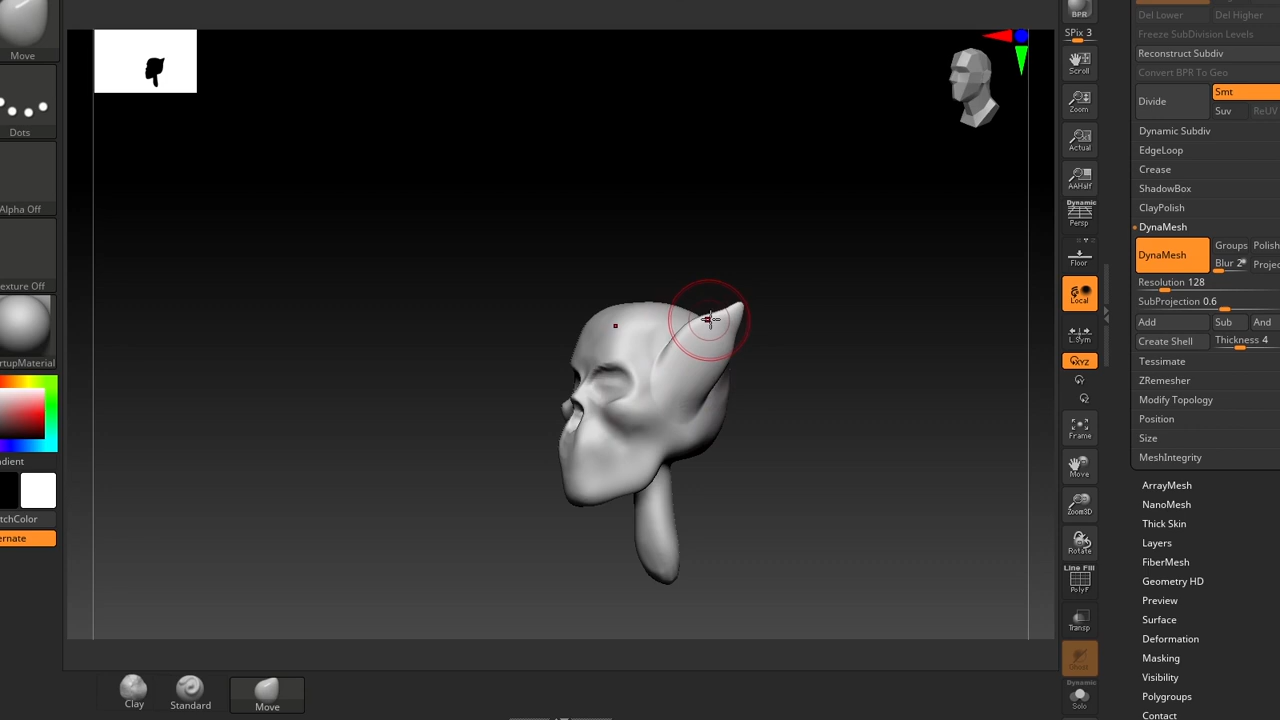 Move
Dots
Alpha Off
exture Off
rtupMaterial
adient
tchColor
ernate
Clay
Standard
Move
BPR
SPix 3
Scroll
Zoom
Actual
AAHalf
Dynamic
Persp
Floor
Local
L.Sym
XYZ
Frame
Move
Zoom3D
Rotate
Line Fill
PolyF
Transp
Ghost
Dynamic
Solo
Del Lower Del Higher
Freeze SubDivision Levels
Reconstruct Subdiv
Convert BPR To Geo
Divide
Smt
Suv ReUV
Dynamic Subdiv
EdgeLoop
Crease
ShadowBox
ClayPolish
DynaMesh
DynaMesh
Groups Polish
Blur 2 Projec
Resolution 128
SubProjection 0.6
Add Sub And
Create Shell Thickness 4
Tessimate
ZRemesher
Modify Topology
Position
Size
MeshIntegrity
ArrayMesh
NanoMesh
Thick Skin
Layers
FiberMesh
Geometry HD
Preview
Surface
Deformation
Masking
Visibility
Polygroups
Contact